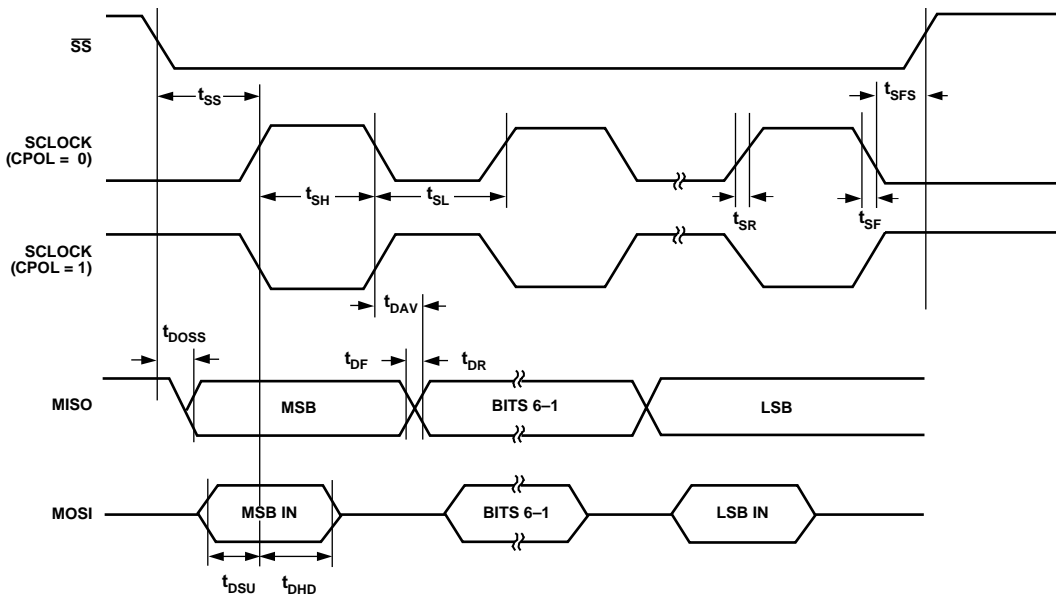 SS
tSS
tSFS
SCLOCK
(CPOL = 0)
tSH
tSL
tSR
tSF
SCLOCK
(CPOL = 1)
tDAV
tDOSS
tDF
tDR
MISO
MSB
BITS 6–1
LSB
MOSI
MSB IN
BITS 6–1
LSB IN
tDSU
tDHD